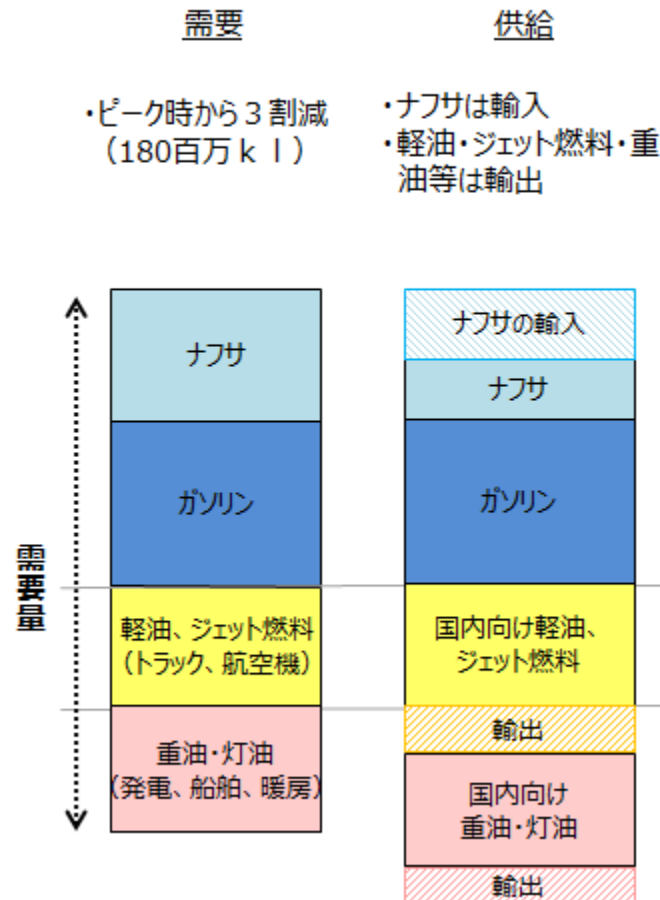 需要
・ピーク時から3割減
（180百万ｋｌ）
供給
・ナフサは輸入
・軽油・ジェット燃料・重
油等は輸出
需要量
ナフサ
ガソリン
軽油、ジェット燃料
（トラック、航空機）
重油・灯油
（発電、船舶、暖房）
ナフサの輸入
ナフサ
ガソリン
国内向け軽油、
ジェット燃料
輸出
国内向け
重油・灯油
輸出